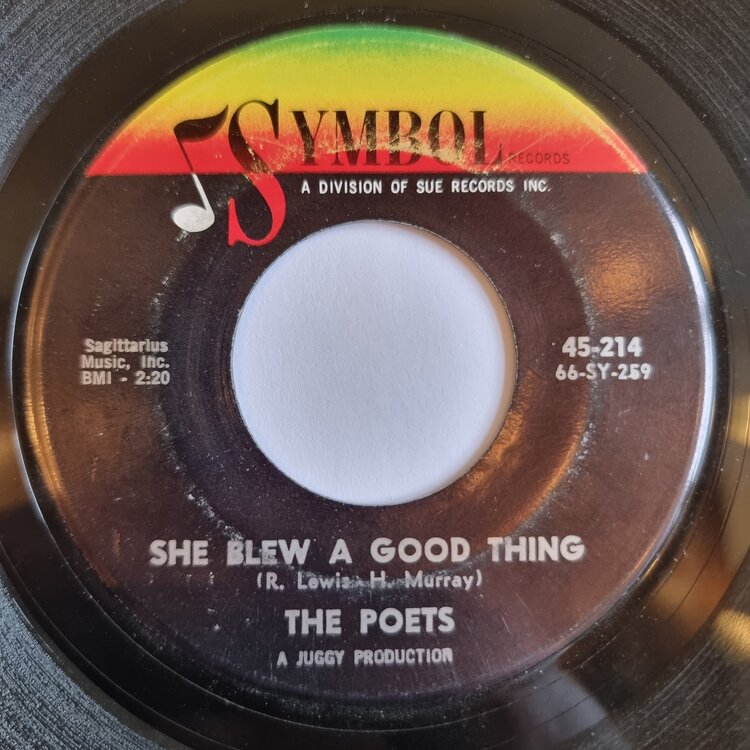 SYMBOL RECORDS
A DIVISION OF SUE RECORDS INC.
Sagittarius
Music, Inc.
BMI - 2:20
45-214
66-SY-259
SHE BLEW A GOOD THING
(R. Lewis- H. Murray)
THE POETS
A JUGGY PRODUCTION